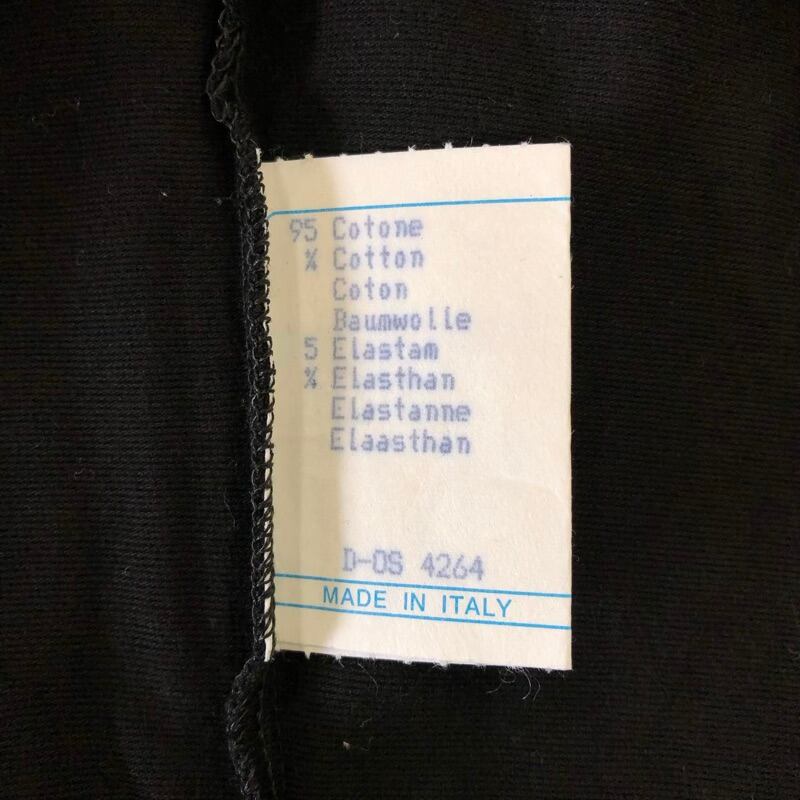 95 Cotone
% Cotton
Coton
Baumwolle
5 Elastam
% Elasthan
Elastanne
Elaasthan
D-OS 4264
MADE IN ITALY